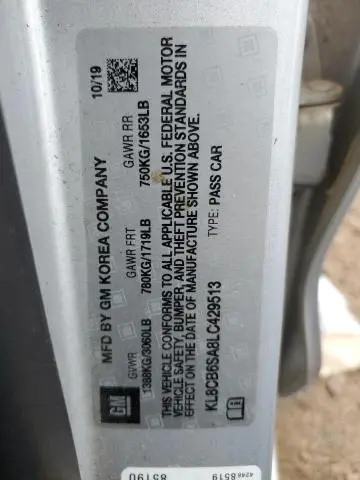 MFD BY GM KOREA COMPANY 10/19
GVWR GAWR FRT GAWR RR
1388KG/3060LB 780KG/1719LB 750KG/1653LB
THIS VEHICLE CONFORMS TO ALL APPLICABLE U.S. FEDERAL MOTOR
VEHICLE SAFETY, BUMPER, AND THEFT PREVENTION STANDARDS IN
EFFECT ON THE DATE OF MANUFACTURE SHOWN ABOVE.
KL8CB6SA8LC429513 TYPE: PASS CAR
GM
42488519
85190